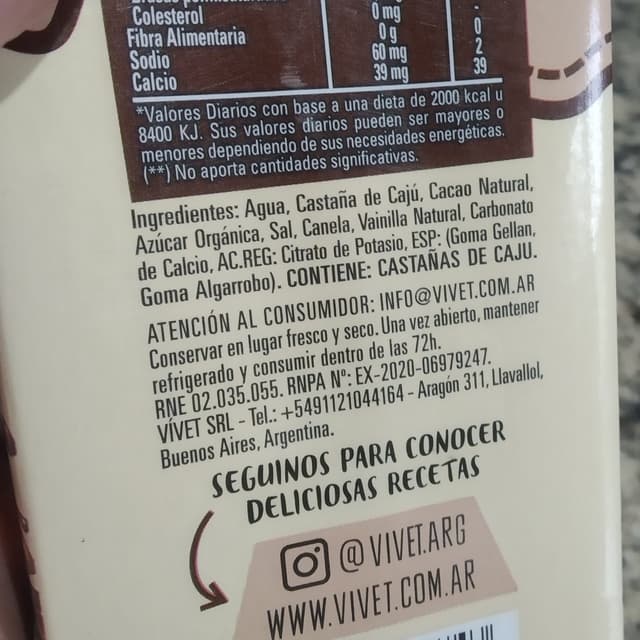 Colesterol 0 mg -
Fibra Alimentaria 0 g 0
Sodio 60 mg 2
Calcio 39 mg 39
*Valores Diarios con base a una dieta de 2000 kcal u
8400 KJ. Sus valores diarios pueden ser mayores o
menores dependiendo de sus necesidades energéticas.
(**) No aporta cantidades significativas.
Ingredientes: Agua, Castaña de Cajú, Cacao Natural,
Azúcar Orgánica, Sal, Canela, Vainilla Natural, Carbonato
de Calcio, AC.REG: Citrato de Potasio, ESP: (Goma Gellan,
Goma Algarrobo). CONTIENE: CASTAÑAS DE CAJU.
ATENCIÓN AL CONSUMIDOR: INFO@VIVET.COM.AR
Conservar en lugar fresco y seco. Una vez abierto, mantener
refrigerado y consumir dentro de las 72h.
RNE 02.035.055. RNPA Nº: EX-2020-06979247.
VÍVET SRL - Tel.: +5491121044164 - Aragón 311, Llavallol,
Buenos Aires, Argentina.
SEGUINOS PARA CONOCER
DELICIOSAS RECETAS
@VIVET.ARG
WWW.VIVET.COM.AR